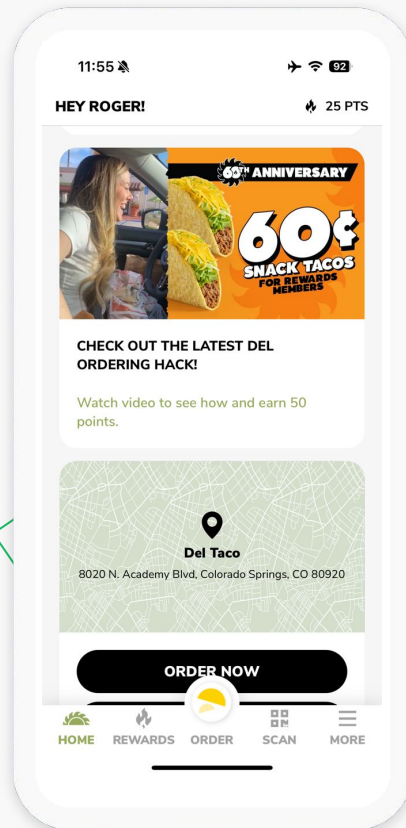 11:55
92
HEY ROGER!
25 PTS
60TH ANNIVERSARY
60¢
SNACK TACOS
FOR REWARDS
MEMBERS
CHECK OUT THE LATEST DEL
ORDERING HACK!
Watch video to see how and earn 50
points.
Del Taco
8020 N. Academy Blvd, Colorado Springs, CO 80920
ORDER NOW
HOME
REWARDS
ORDER
SCAN
MORE